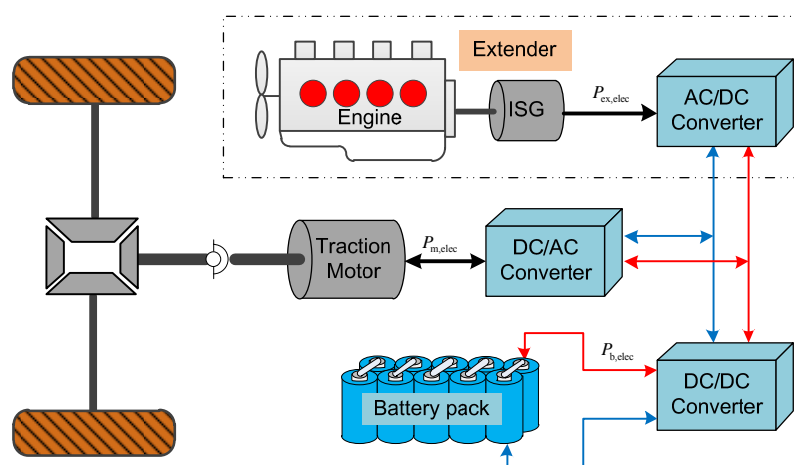 Extender
Engine
ISG
P_ex,elec
AC/DC
Converter
Traction
Motor
P_m,elec
DC/AC
Converter
P_b,elec
DC/DC
Converter
Battery pack